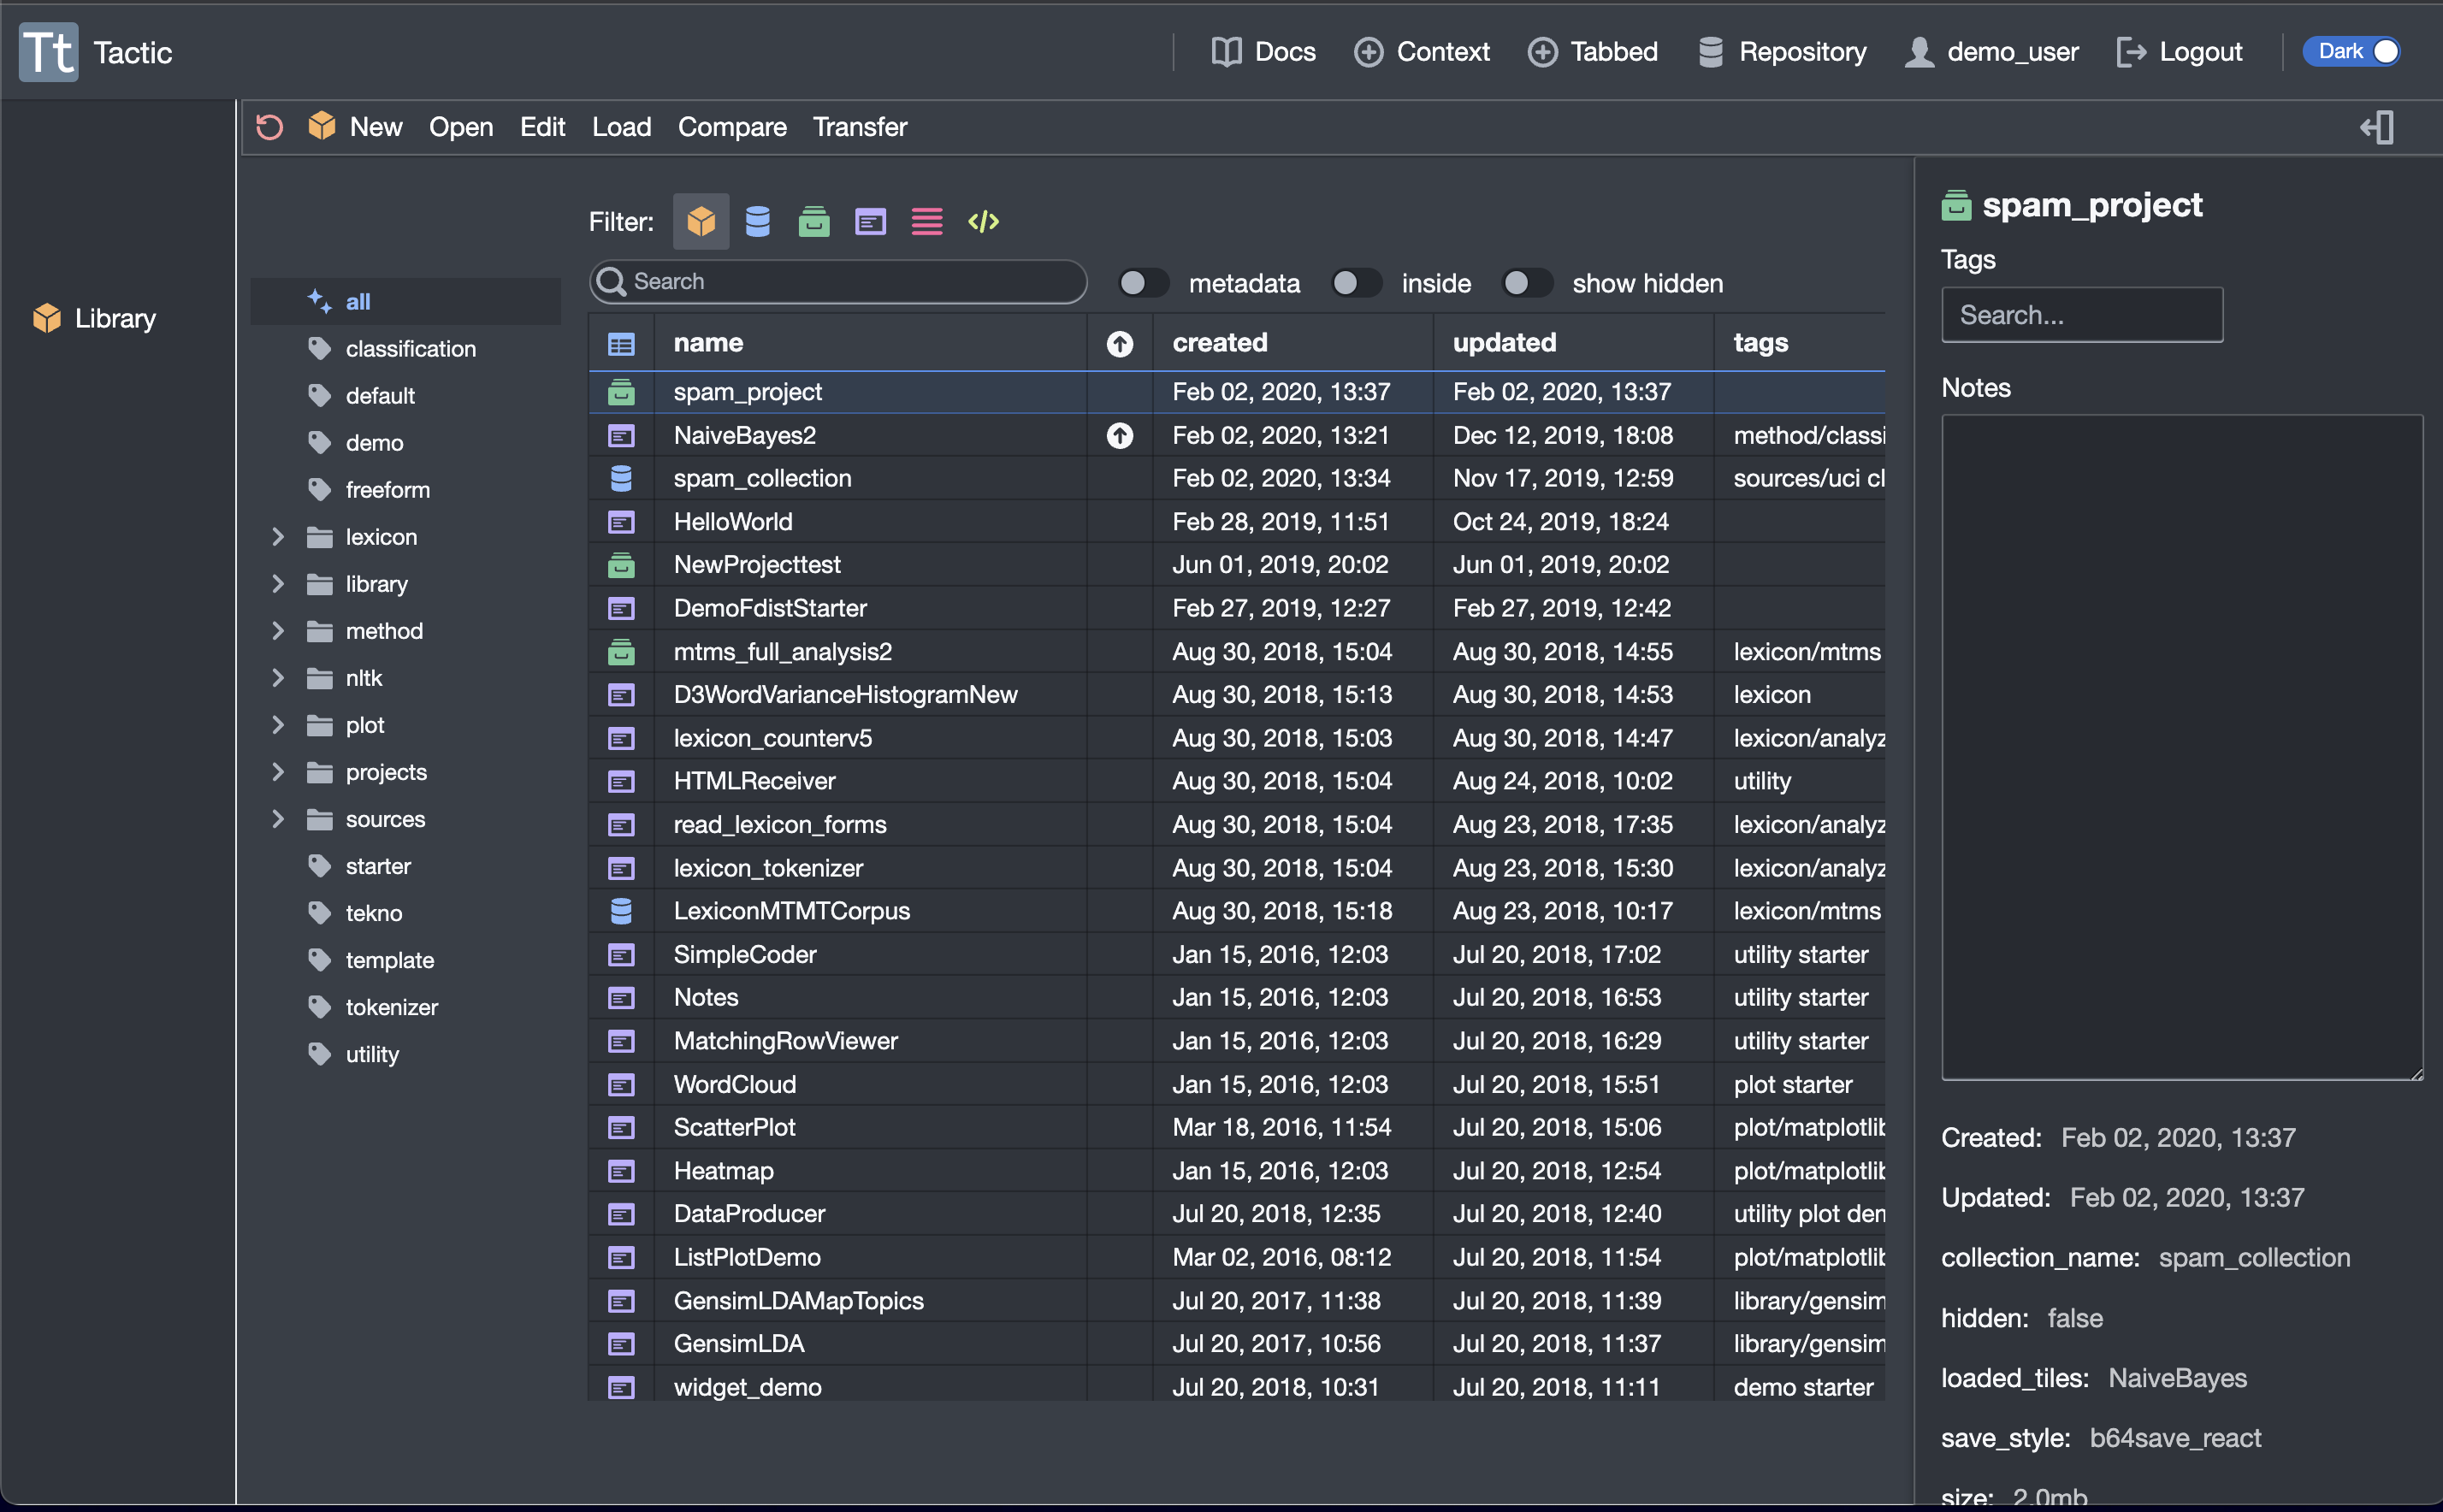 Tt Tactic Docs Context Tabbed Repository demo_user Logout Dark
New Open Edit Load Compare Transfer
Library
all
classification
default
demo
freeform
lexicon
library
method
nltk
plot
projects
sources
starter
tekno
template
tokenizer
utility
Filter:
Search metadata inside show hidden
name created updated tags
spam_project Feb 02, 2020, 13:37 Feb 02, 2020, 13:37
NaiveBayes2 Feb 02, 2020, 13:21 Dec 12, 2019, 18:08 method/classi
spam_collection Feb 02, 2020, 13:34 Nov 17, 2019, 12:59 sources/uci cl
HelloWorld Feb 28, 2019, 11:51 Oct 24, 2019, 18:24
NewProjecttest Jun 01, 2019, 20:02 Jun 01, 2019, 20:02
DemoFdistStarter Feb 27, 2019, 12:27 Feb 27, 2019, 12:42
mtms_full_analysis2 Aug 30, 2018, 15:04 Aug 30, 2018, 14:55 lexicon/mtms
D3WordVarianceHistogramNew Aug 30, 2018, 15:13 Aug 30, 2018, 14:53 lexicon
lexicon_counterv5 Aug 30, 2018, 15:03 Aug 30, 2018, 14:47 lexicon/analyz
HTMLReceiver Aug 30, 2018, 15:04 Aug 24, 2018, 10:02 utility
read_lexicon_forms Aug 30, 2018, 15:04 Aug 23, 2018, 17:35 lexicon/analyz
lexicon_tokenizer Aug 30, 2018, 15:04 Aug 23, 2018, 15:30 lexicon/analyz
LexiconMTMTCorpus Aug 30, 2018, 15:18 Aug 23, 2018, 10:17 lexicon/mtms
SimpleCoder Jan 15, 2016, 12:03 Jul 20, 2018, 17:02 utility starter
Notes Jan 15, 2016, 12:03 Jul 20, 2018, 16:53 utility starter
MatchingRowViewer Jan 15, 2016, 12:03 Jul 20, 2018, 16:29 utility starter
WordCloud Jan 15, 2016, 12:03 Jul 20, 2018, 15:51 plot starter
ScatterPlot Mar 18, 2016, 11:54 Jul 20, 2018, 15:06 plot/matplotlib
Heatmap Jan 15, 2016, 12:03 Jul 20, 2018, 12:54 plot/matplotlib
DataProducer Jul 20, 2018, 12:35 Jul 20, 2018, 12:40 utility plot den
ListPlotDemo Mar 02, 2016, 08:12 Jul 20, 2018, 11:54 plot/matplotlib
GensimLDAMapTopics Jul 20, 2017, 11:38 Jul 20, 2018, 11:39 library/gensim
GensimLDA Jul 20, 2017, 10:56 Jul 20, 2018, 11:37 library/gensim
widget_demo Jul 20, 2018, 10:31 Jul 20, 2018, 11:11 demo starter
spam_project
Tags
Search...
Notes
Created: Feb 02, 2020, 13:37
Updated: Feb 02, 2020, 13:37
collection_name: spam_collection
hidden: false
loaded_tiles: NaiveBayes
save_style: b64save_react
size: 2.0mb